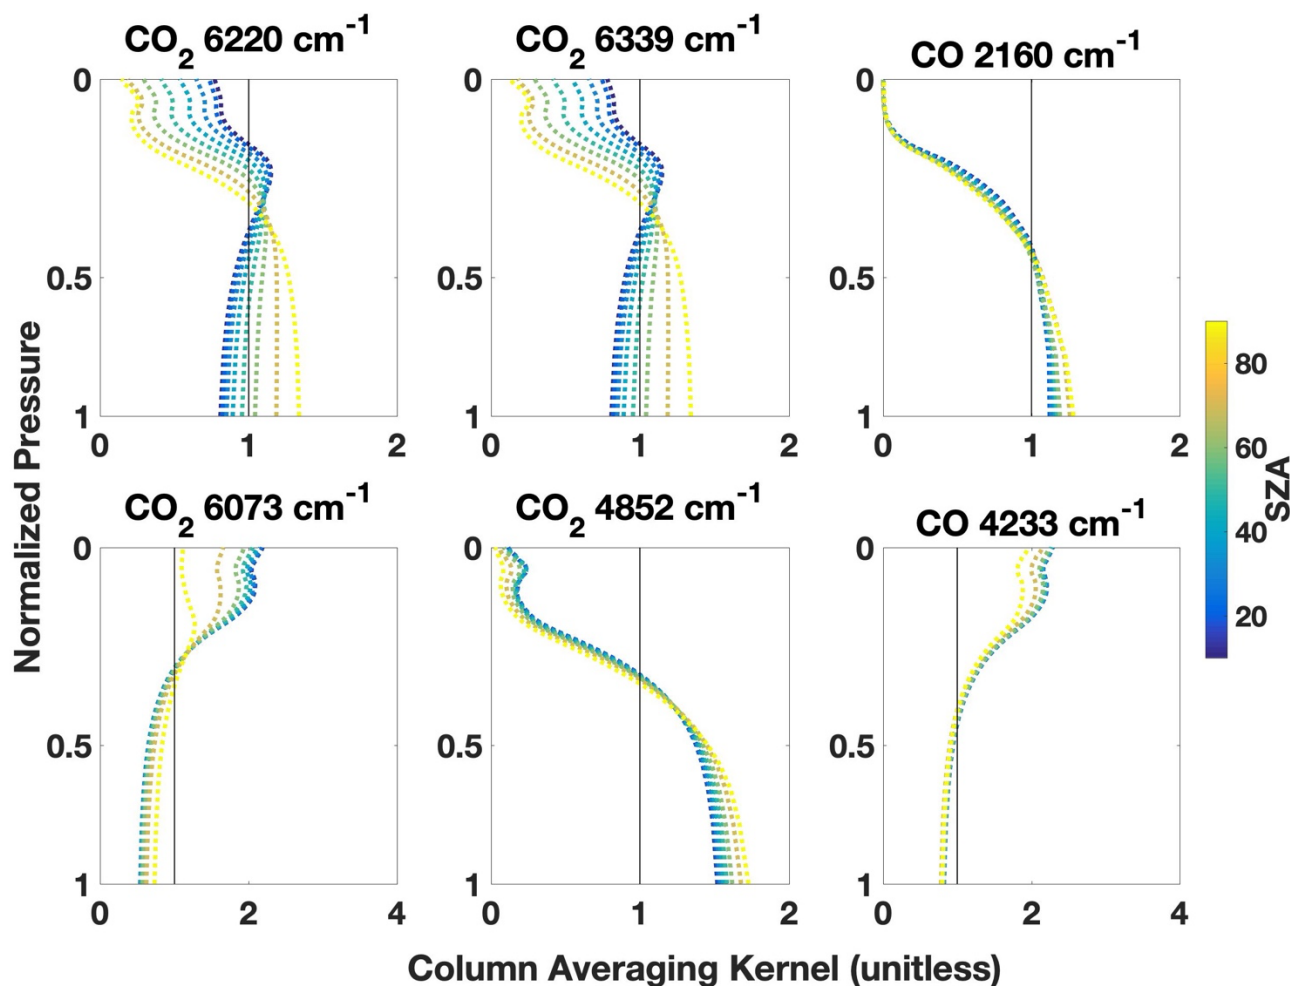 CO2 6220 cm-1
CO2 6339 cm-1
CO 2160 cm-1
0
0.5
1
0 1 2
0
0.5
1
0 1 2
0
0.5
1
0 1 2
Normalized Pressure
CO2 6073 cm-1
CO2 4852 cm-1
CO 4233 cm-1
0
0.5
1
0 2 4
0
0.5
1
0 1 2
0
0.5
1
0 2 4
80
60
40
20
SZA
Column Averaging Kernel (unitless)